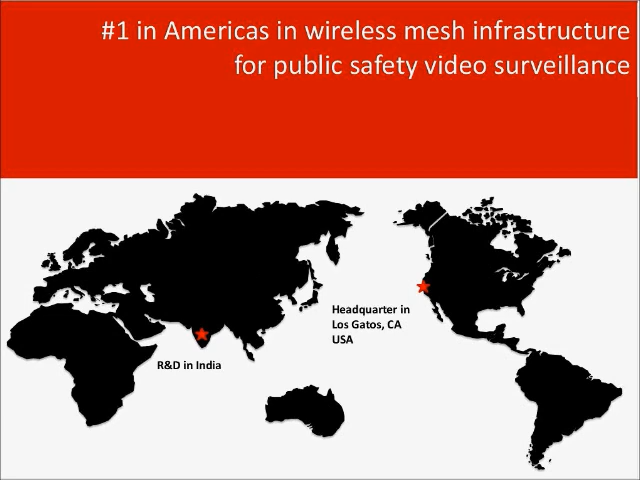 #1 in Americas in wireless mesh infrastructure
for public safety video surveillance
Headquarter in
Los Gatos, CA
USA
R&D in India